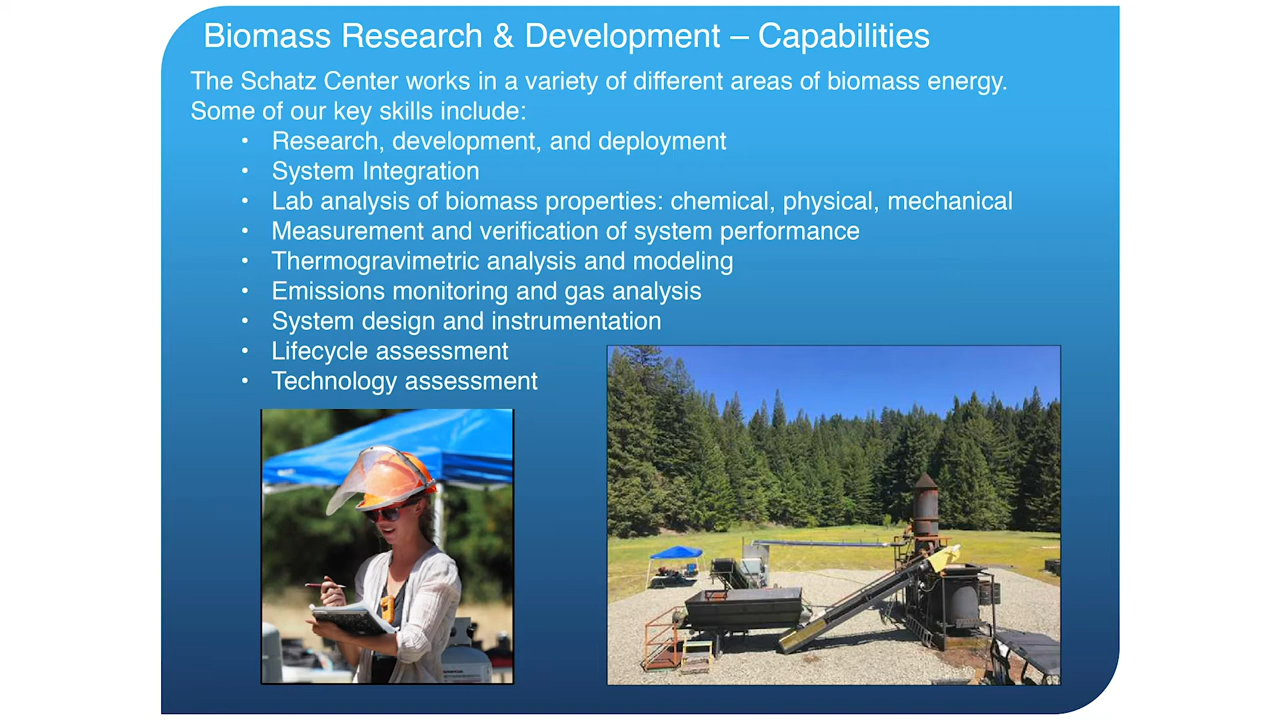 Biomass Research & Development – Capabilities
The Schatz Center works in a variety of different areas of biomass energy.
Some of our key skills include:
• Research, development, and deployment
• System Integration
• Lab analysis of biomass properties: chemical, physical, mechanical
• Measurement and verification of system performance
• Thermogravimetric analysis and modeling
• Emissions monitoring and gas analysis
• System design and instrumentation
• Lifecycle assessment
• Technology assessment